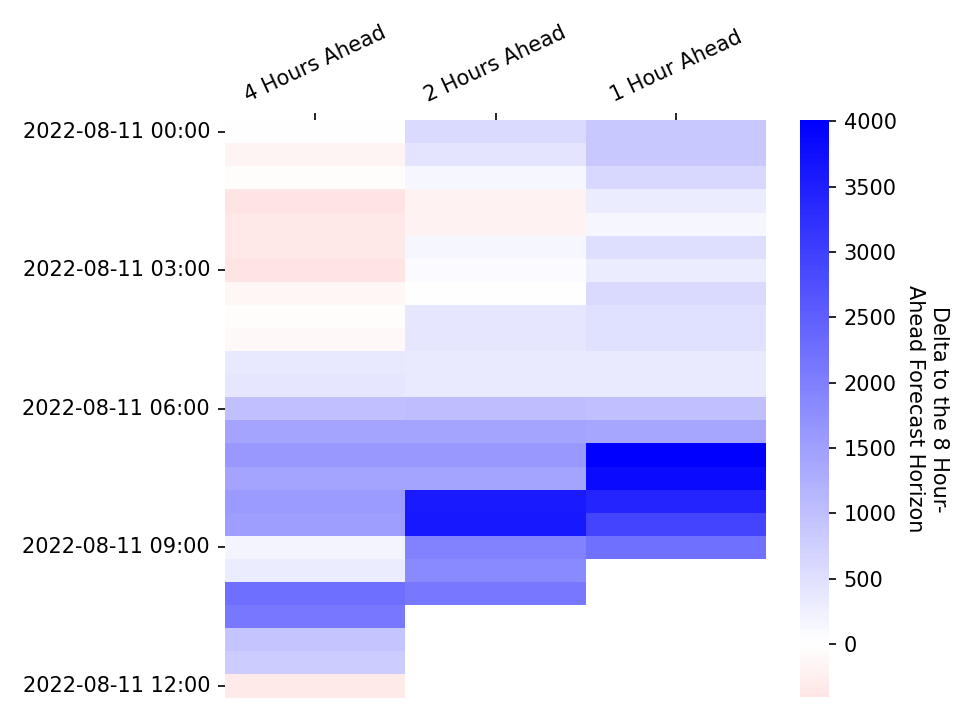 4 Hours Ahead
2 Hours Ahead
1 Hour Ahead
2022-08-11 00:00
2022-08-11 03:00
2022-08-11 06:00
2022-08-11 09:00
2022-08-11 12:00
4000
3500
3000
2500
2000
1500
1000
500
0
Delta to the 8 Hour-
Ahead Forecast Horizon